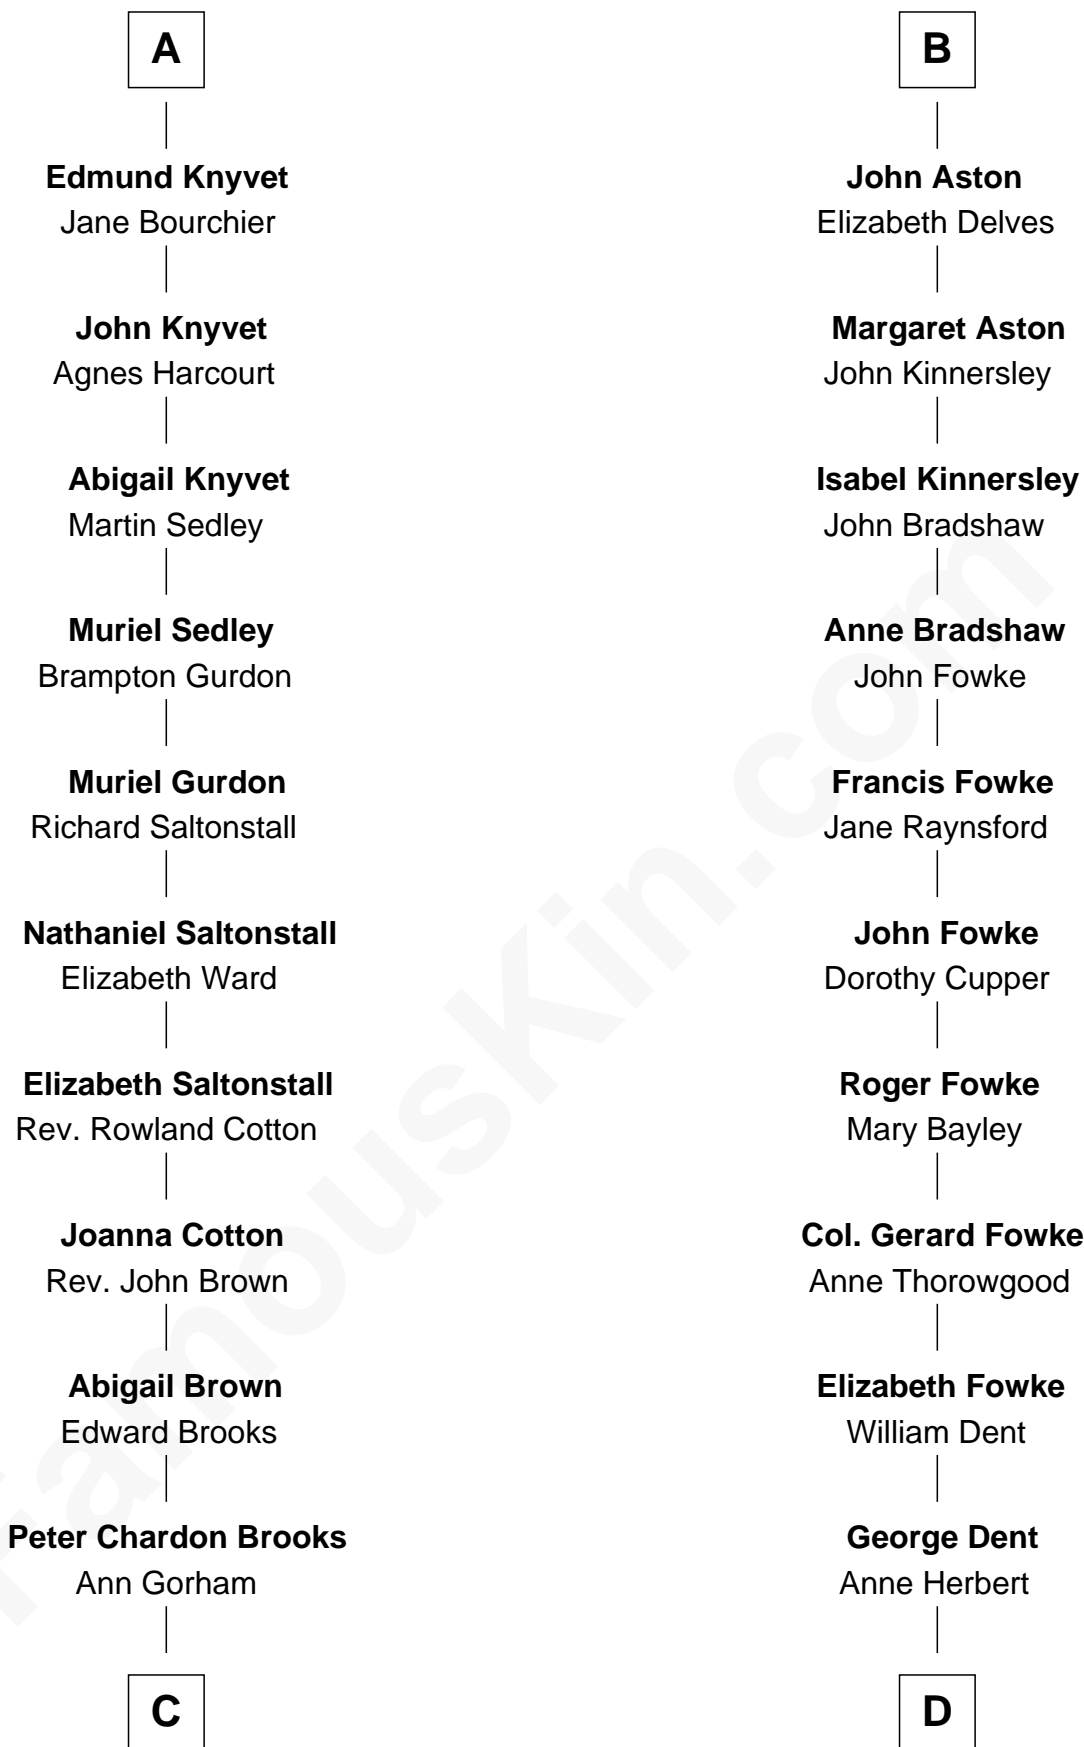 A
Edmund Knyvet
Jane Bourchier
John Knyvet
Agnes Harcourt
Abigail Knyvet
Martin Sedley
Muriel Sedley
Brampton Gurdon
Muriel Gurdon
Richard Saltonstall
Nathaniel Saltonstall
Elizabeth Ward
Elizabeth Saltonstall
Rev. Rowland Cotton
Joanna Cotton
Rev. John Brown
Abigail Brown
Edward Brooks
Peter Chardon Brooks
Ann Gorham
C
B
John Aston
Elizabeth Delves
Margaret Aston
John Kinnersley
Isabel Kinnersley
John Bradshaw
Anne Bradshaw
John Fowke
Francis Fowke
Jane Raynsford
John Fowke
Dorothy Cupper
Roger Fowke
Mary Bayley
Col. Gerard Fowke
Anne Thorowgood
Elizabeth Fowke
William Dent
George Dent
Anne Herbert
D
FamousKin.com